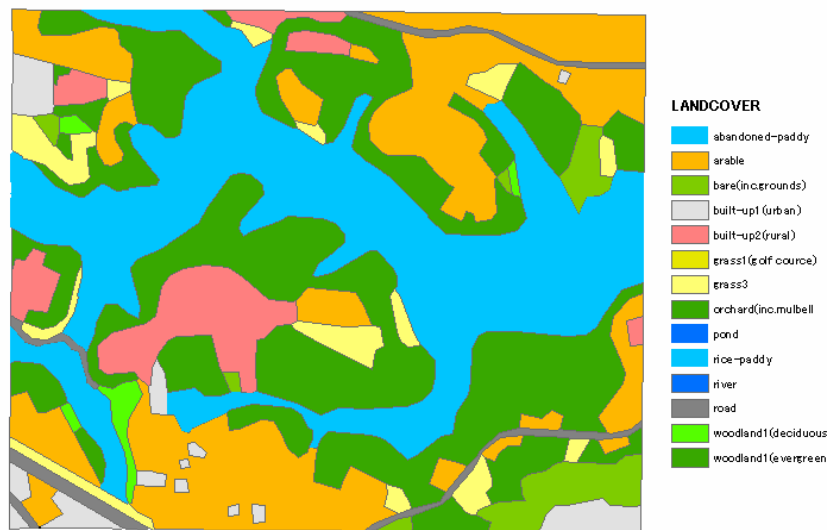 LANDCOVER
abandoned-paddy
arable
bare(inc.grounds)
built-up1(urban)
built-up2(rural)
grass1(golf cource)
grass3
orchard(inc.mulbell
pond
rice-paddy
river
road
woodland1(deciduous
woodland1(evergreen